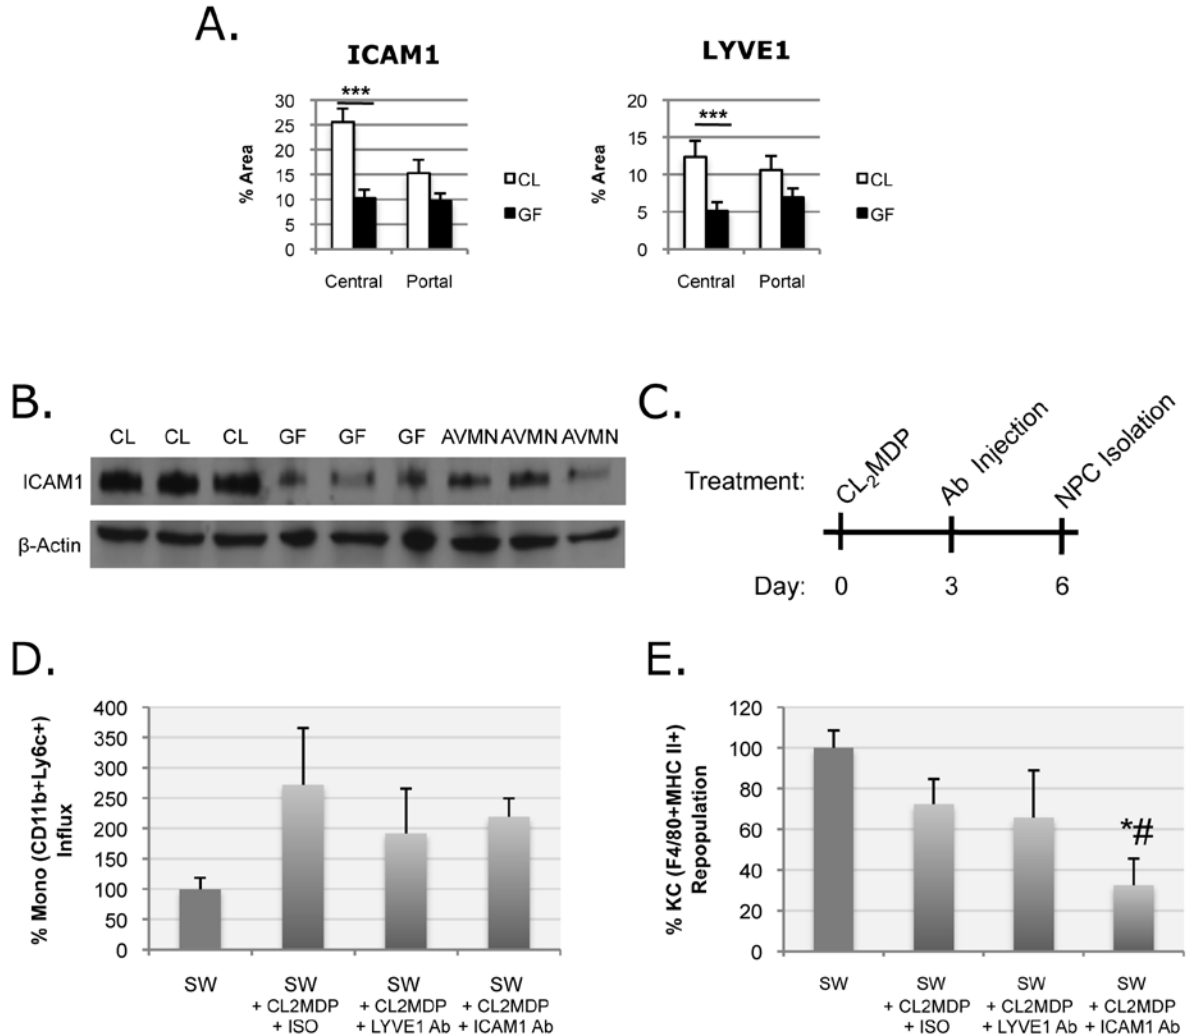 A.
ICAM1
LYVE1
***
***
% Area
30
25
20
15
10
5
0
Central Portal
CL
GF
% Area
20
15
10
5
0
Central Portal
CL
GF
B.
CL CL CL GF GF GF AVMN AVMN AVMN
ICAM1
β-Actin
C.
Treatment: CL2MDP Ab Injection NPC Isolation
Day: 0 3 6
D.
% Mono (CD11b+Ly6c+)
Influx
400
350
300
250
200
150
100
50
0
SW SW SW SW
+ CL2MDP + CL2MDP + CL2MDP
+ ISO + LYVE1 Ab + ICAM1 Ab
E.
% KC (F4/80+MHC II+)
Repopulation
120
100
80
60
40
20
0
*#
SW SW SW SW
+ CL2MDP + CL2MDP + CL2MDP
+ ISO + LYVE1 Ab + ICAM1 Ab